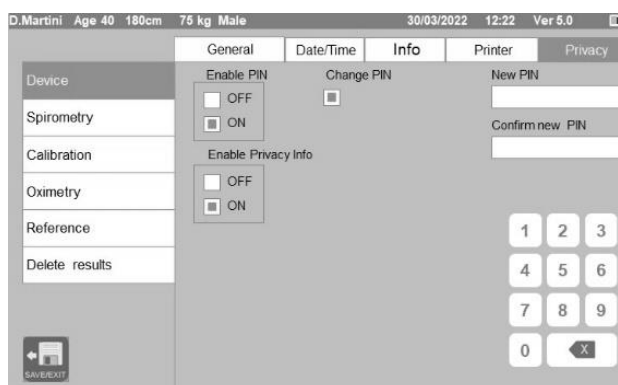 D.Martini Age 40 180cm 75 kg Male 30/03/2022 12:22 Ver 5.0
General Date/Time Info Printer Privacy
Device
Spirometry
Calibration
Oximetry
Reference
Delete results
Enable PIN
OFF
ON
Change PIN
Enable Privacy Info
OFF
ON
New PIN
Confirm new PIN
1 2 3
4 5 6
7 8 9
0 X
SAVE/EXIT